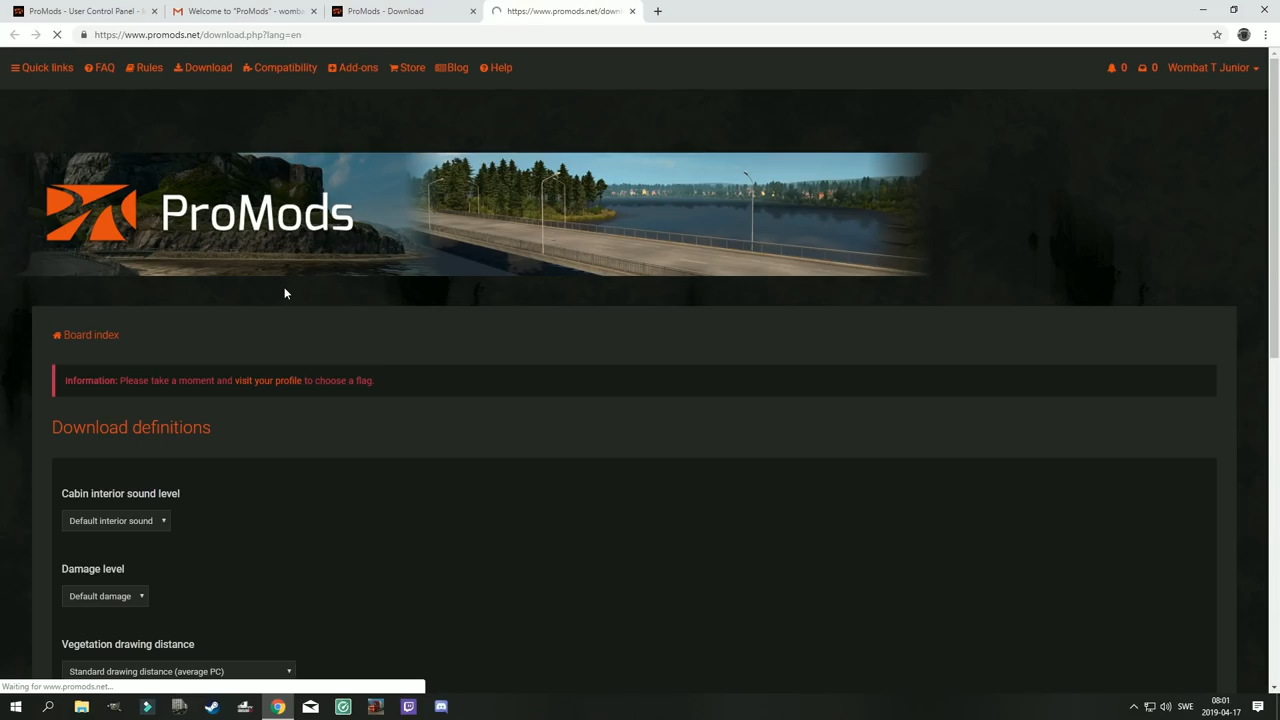 ProMods - User Control Panel -
Welcome to "ProMods" - womba
ProMods - Download
https://www.promods.net/down
https://www.promods.net/download.php?lang=en
Quick links FAQ Rules Download Compatibility Add-ons Store Blog Help 0 0 Wombat T Junior
ProMods
Board index
Information: Please take a moment and visit your profile to choose a flag.
Download definitions
Cabin interior sound level
Default interior sound
Damage level
Default damage
Vegetation drawing distance
Standard drawing distance (average PC)
Waiting for www.promods.net...
SWE
08:01
2019-04-17